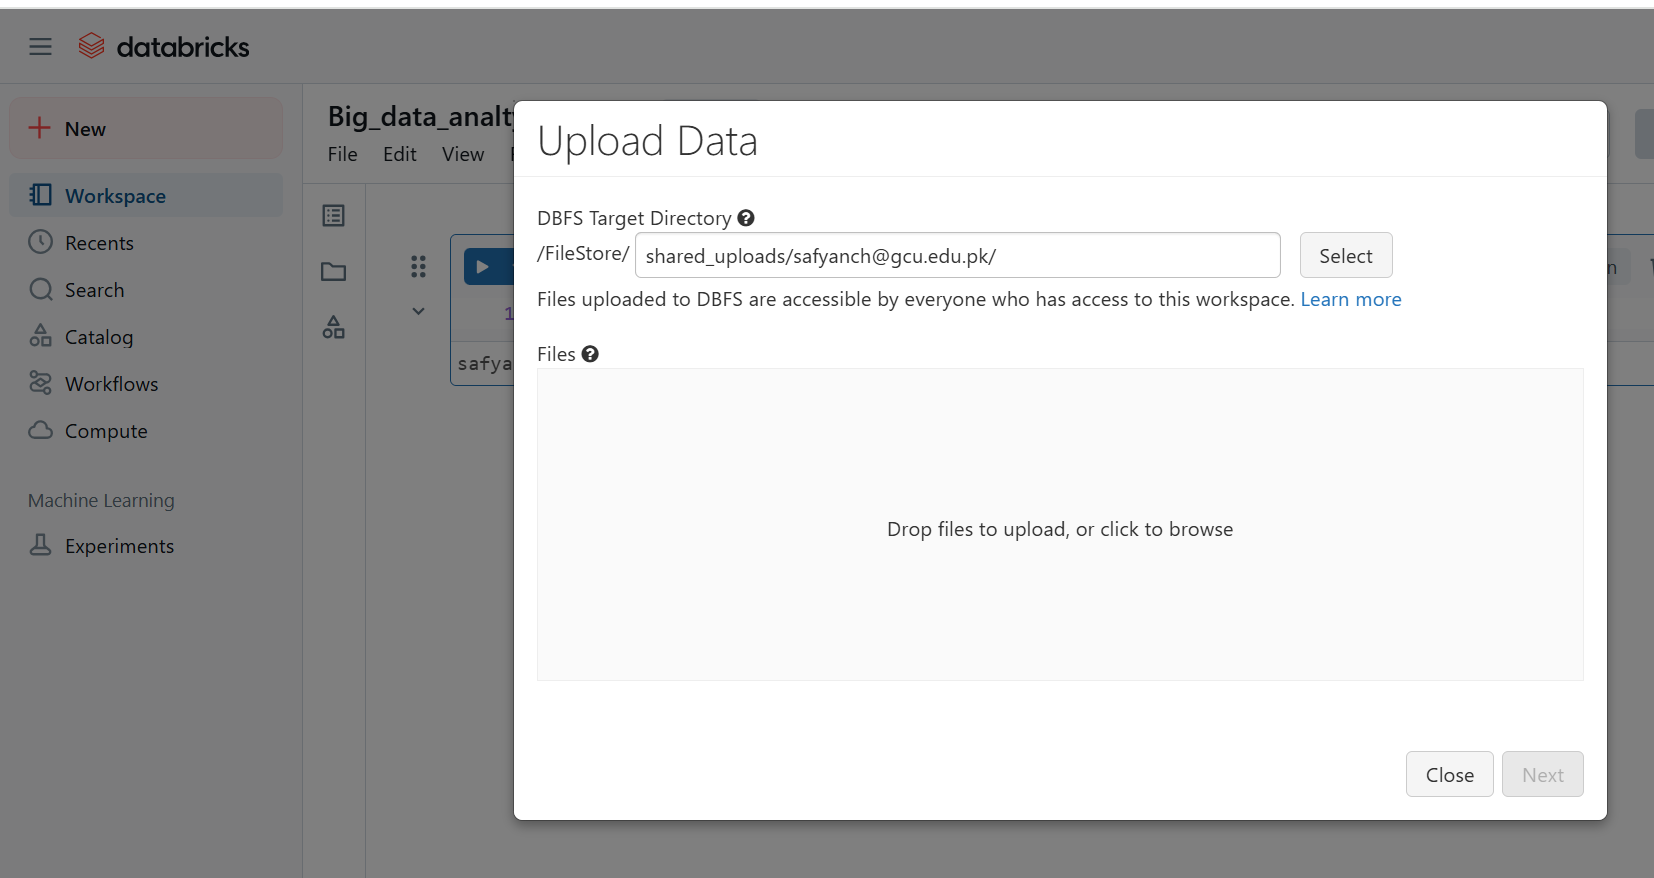 databricks
New
Workspace
Recents
Search
Catalog
Workflows
Compute
Machine Learning
Experiments
Big_data_analt
File Edit View
1
safya
Upload Data
DBFS Target Directory
/FileStore/ shared_uploads/safyanch@gcu.edu.pk/ Select
Files uploaded to DBFS are accessible by everyone who has access to this workspace. Learn more
Files
Drop files to upload, or click to browse
Close Next